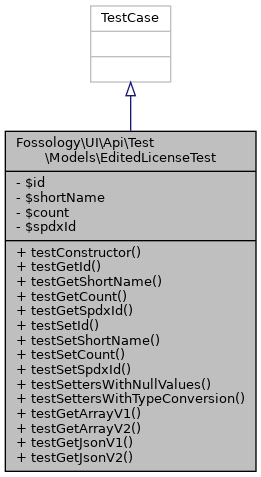 TestCase
Fossology\UI\Api\Test
\Models\EditedLicenseTest
- $id
- $shortName
- $count
- $spdxId
+ testConstructor()
+ testGetId()
+ testGetShortName()
+ testGetCount()
+ testGetSpdxId()
+ testSetId()
+ testSetShortName()
+ testSetCount()
+ testSetSpdxId()
+ testSettersWithNullValues()
+ testSettersWithTypeConversion()
+ testGetArrayV1()
+ testGetArrayV2()
+ testGetJsonV1()
+ testGetJsonV2()